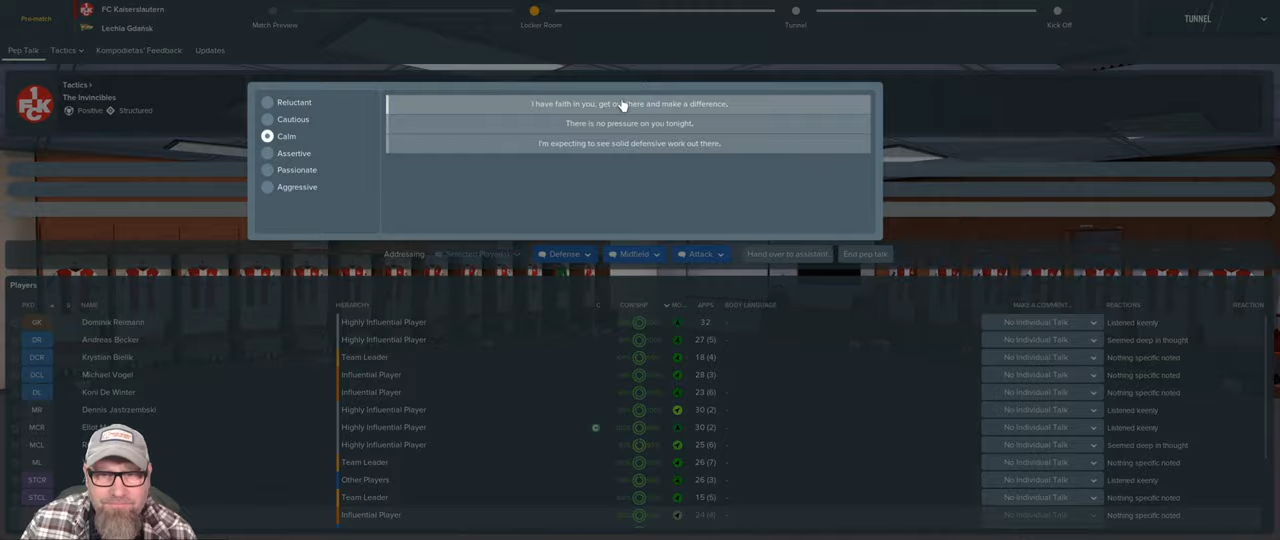 Pre-match
FC Kaiserslautern
Lechia Gdańsk
Match Preview
Locker Room
Tunnel
Kick Off
TUNNEL
Pep Talk
Tactics
Kompodietas' Feedback
Updates
Tactics ›
The Invincibles
Positive
Structured
Reluctant
Cautious
Calm
Assertive
Passionate
Aggressive
I have faith in you, get out there and make a difference.
There is no pressure on you tonight.
I'm expecting to see solid defensive work out there.
Addressing
Defense
Midfield
Attack
Hand over to assistant
End pep talk
Players
PKD NAME HIERARCHY C CON/SHP MO... APPS BODY LANGUAGE MAKE A COMMENT... REACTIONS REACTION
GK Dominik Reimann Highly Influential Player 32 - No Individual Talk Listened keenly
DR Andreas Becker Highly Influential Player 27 (5) - No Individual Talk Seemed deep in thought
DCR Krystian Bielik Team Leader 18 (4) - No Individual Talk Nothing specific noted
DCL Michael Vogel Influential Player 28 (3) - No Individual Talk Nothing specific noted
DL Koni De Winter Influential Player 23 (6) - No Individual Talk Nothing specific noted
MR Dennis Jastrzembski Highly Influential Player 30 (2) - No Individual Talk Listened keenly
MCR Highly Influential Player C 30 (2) - No Individual Talk Listened keenly
MCL Highly Influential Player 25 (6) - No Individual Talk Seemed deep in thought
ML Team Leader 26 (7) - No Individual Talk Nothing specific noted
STCR Other Players 26 (3) - No Individual Talk Listened keenly
STCL Team Leader 15 (5) - No Individual Talk Nothing specific noted
Influential Player 24 (4) - No Individual Talk Nothing specific noted